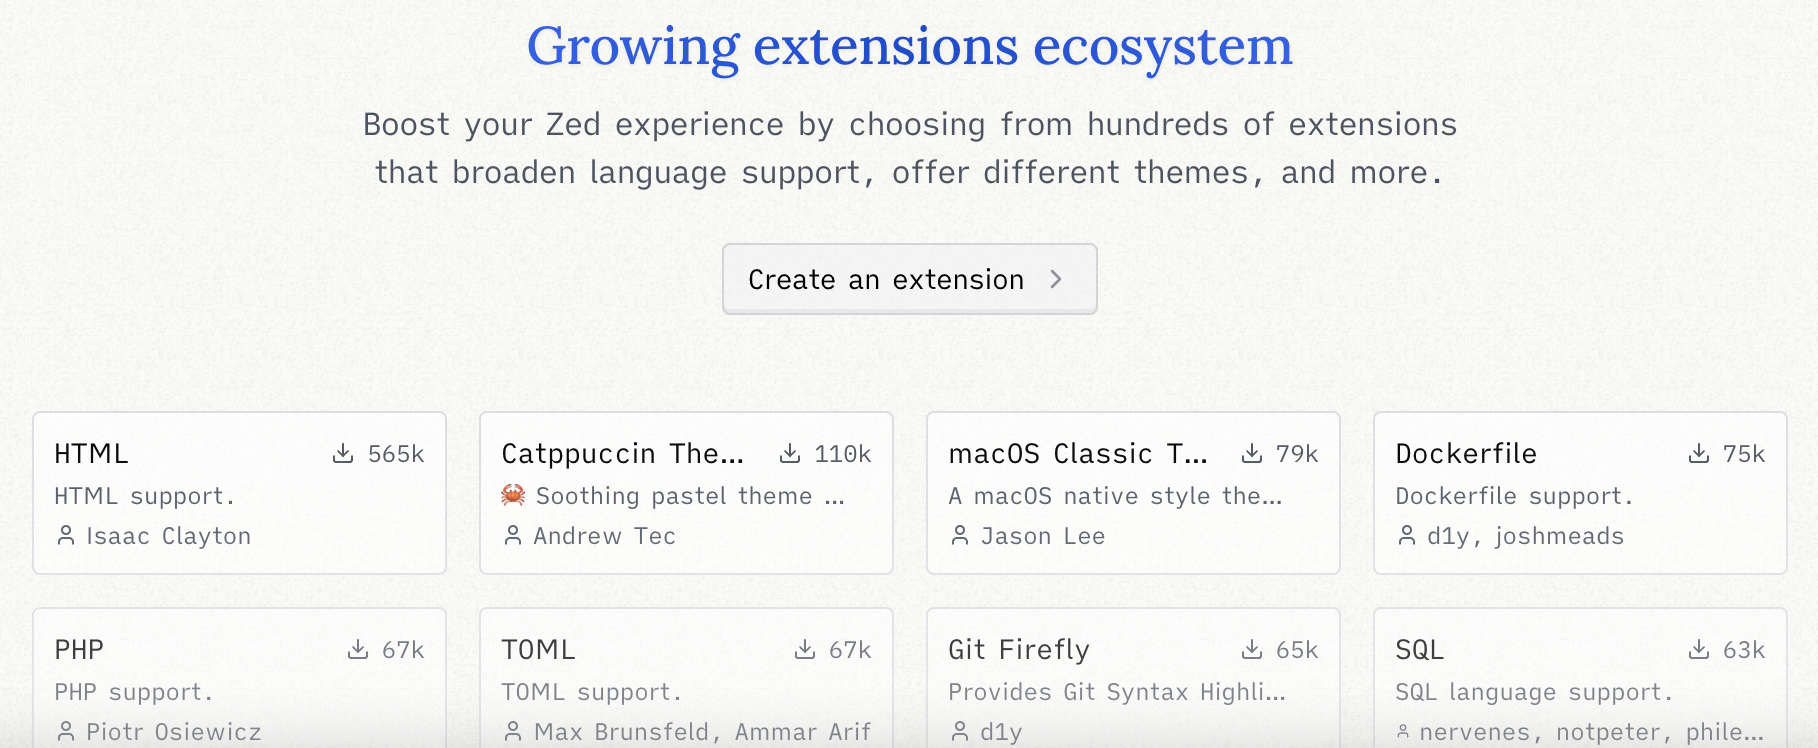 Growing extensions ecosystem
Boost your Zed experience by choosing from hundreds of extensions
that broaden language support, offer different themes, and more.
Create an extension
HTML 565k
HTML support.
Isaac Clayton
Catppuccin The... 110k
🦀 Soothing pastel theme ...
Andrew Tec
macOS Classic T... 79k
A macOS native style the...
Jason Lee
Dockerfile 75k
Dockerfile support.
d1y, joshmeads
PHP 67k
PHP support.
Piotr Osiewicz
TOML 67k
TOML support.
Max Brunsfeld, Ammar Arif
Git Firefly 65k
Provides Git Syntax Highli...
d1y
SQL 63k
SQL language support.
nervenes, notpeter, phile...